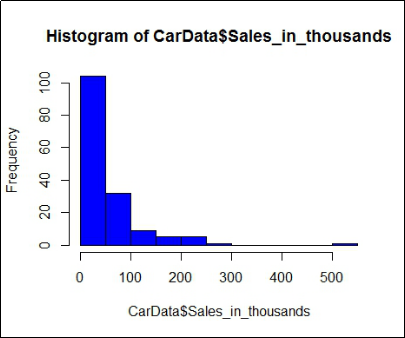 Histogram of CarData$Sales_in_thousands
Frequency
100
80
60
40
20
0
0 100 200 300 400 500
CarData$Sales_in_thousands